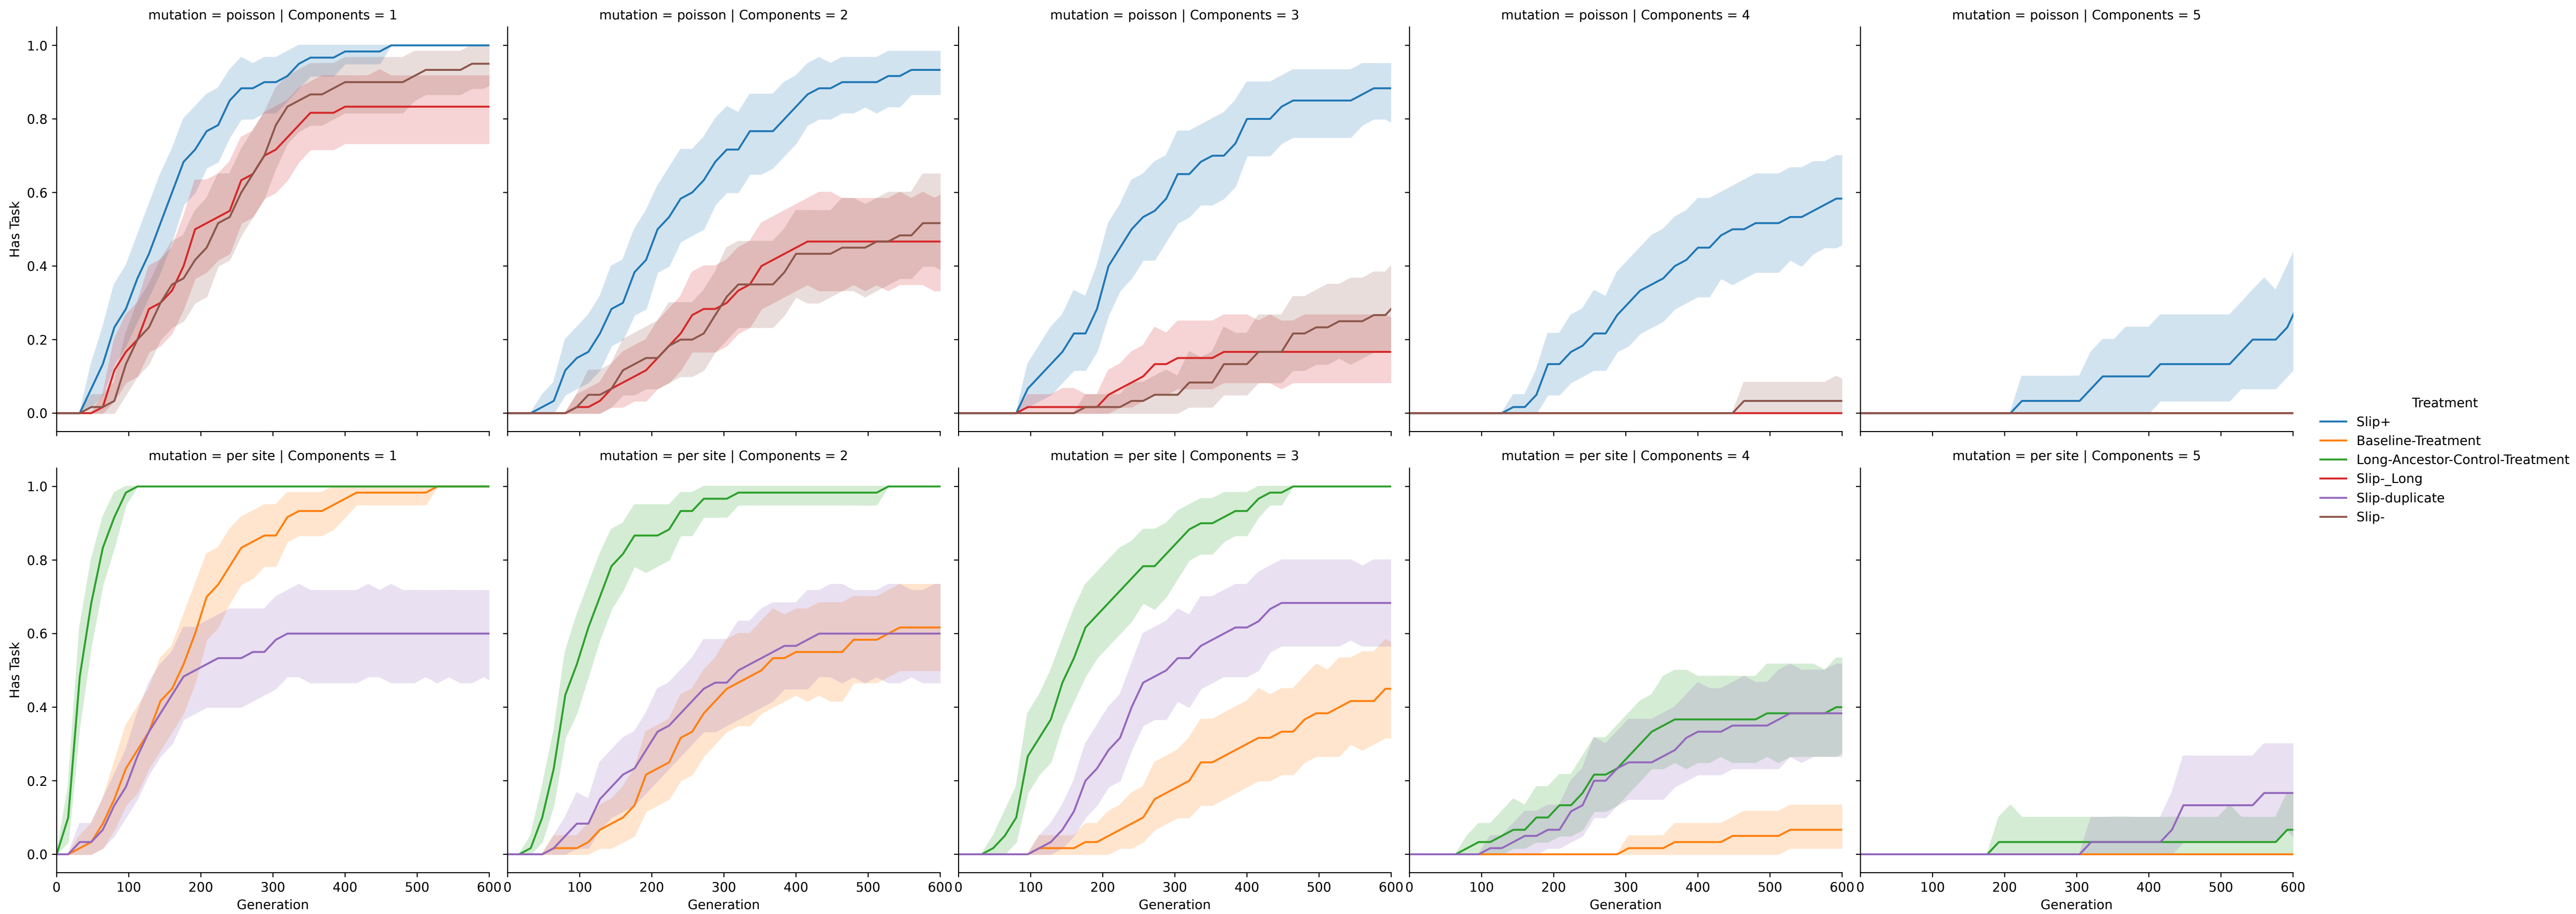 mutation = poisson | Components = 1
mutation = poisson | Components = 2
mutation = poisson | Components = 3
mutation = poisson | Components = 4
mutation = poisson | Components = 5
1.0
0.8
0.6
0.4
0.2
0.0
Has Task
Treatment
Slip+
Baseline-Treatment
Long-Ancestor-Control-Treatment
Slip-_Long
Slip-duplicate
Slip-
mutation = per site | Components = 1
mutation = per site | Components = 2
mutation = per site | Components = 3
mutation = per site | Components = 4
mutation = per site | Components = 5
1.0
0.8
0.6
0.4
0.2
0.0
Has Task
0 100 200 300 400 500 600
0 100 200 300 400 500 600
0 100 200 300 400 500 600
0 100 200 300 400 500 600
0 100 200 300 400 500 600
Generation
Generation
Generation
Generation
Generation